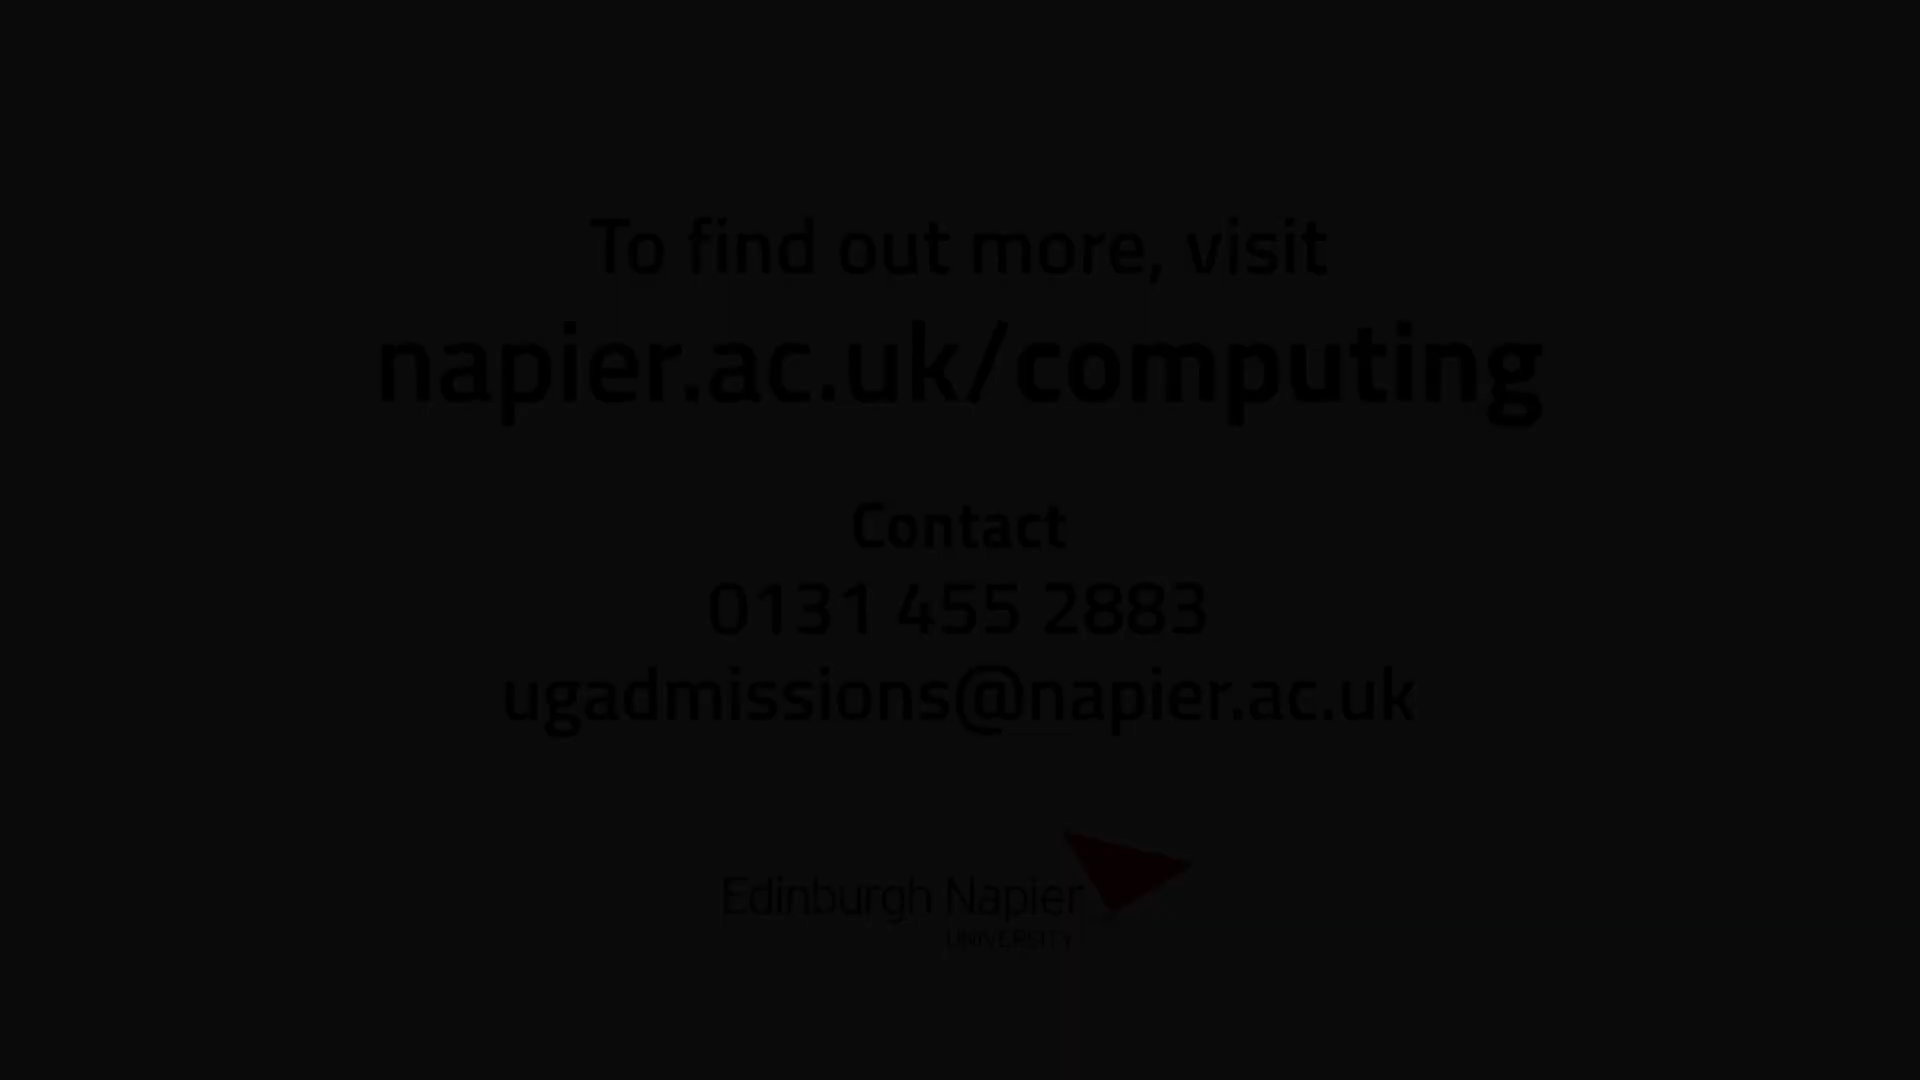 To find out more, visit
napier.ac.uk/computing
Contact
0131 455 2883
ugadmissions@napier.ac.uk
Edinburgh Napier
UNIVERSITY